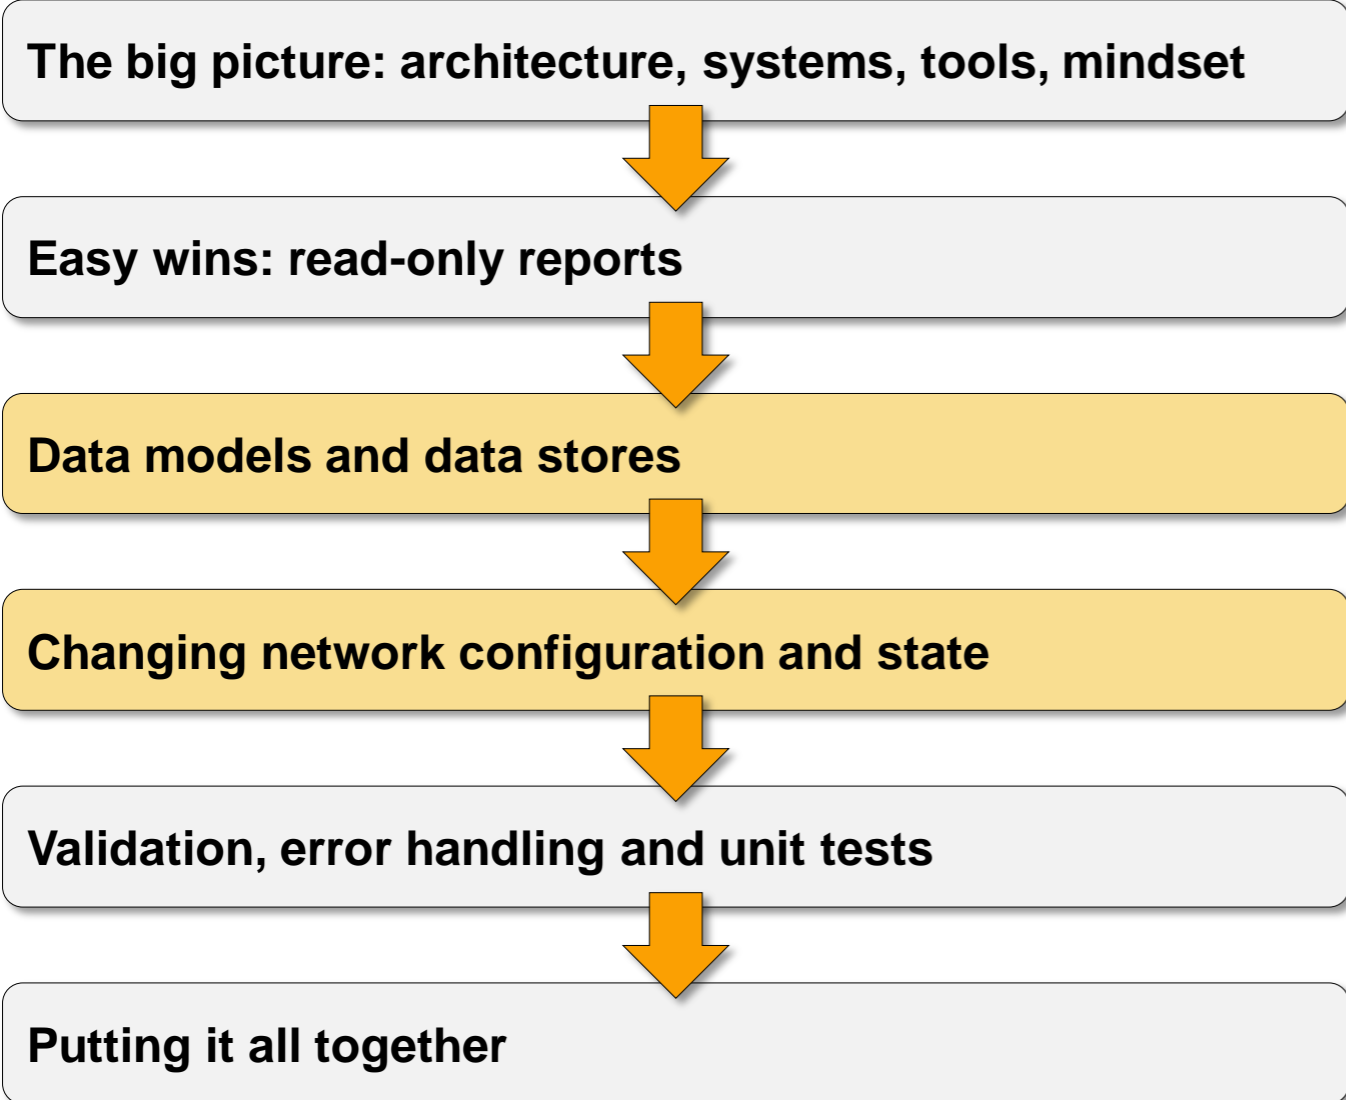 The big picture: architecture, systems, tools, mindset
Easy wins: read-only reports
Data models and data stores
Changing network configuration and state
Validation, error handling and unit tests
Putting it all together